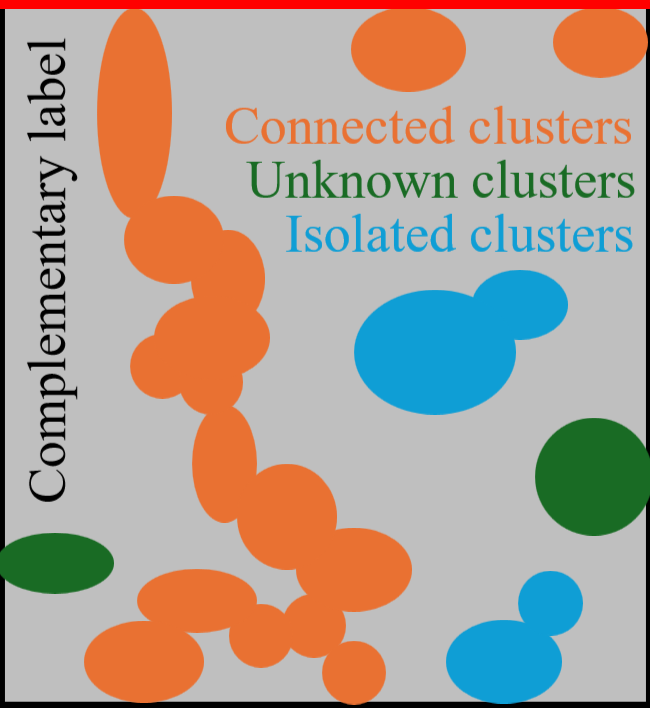 Complementary label
Connected clusters
Unknown clusters
Isolated clusters